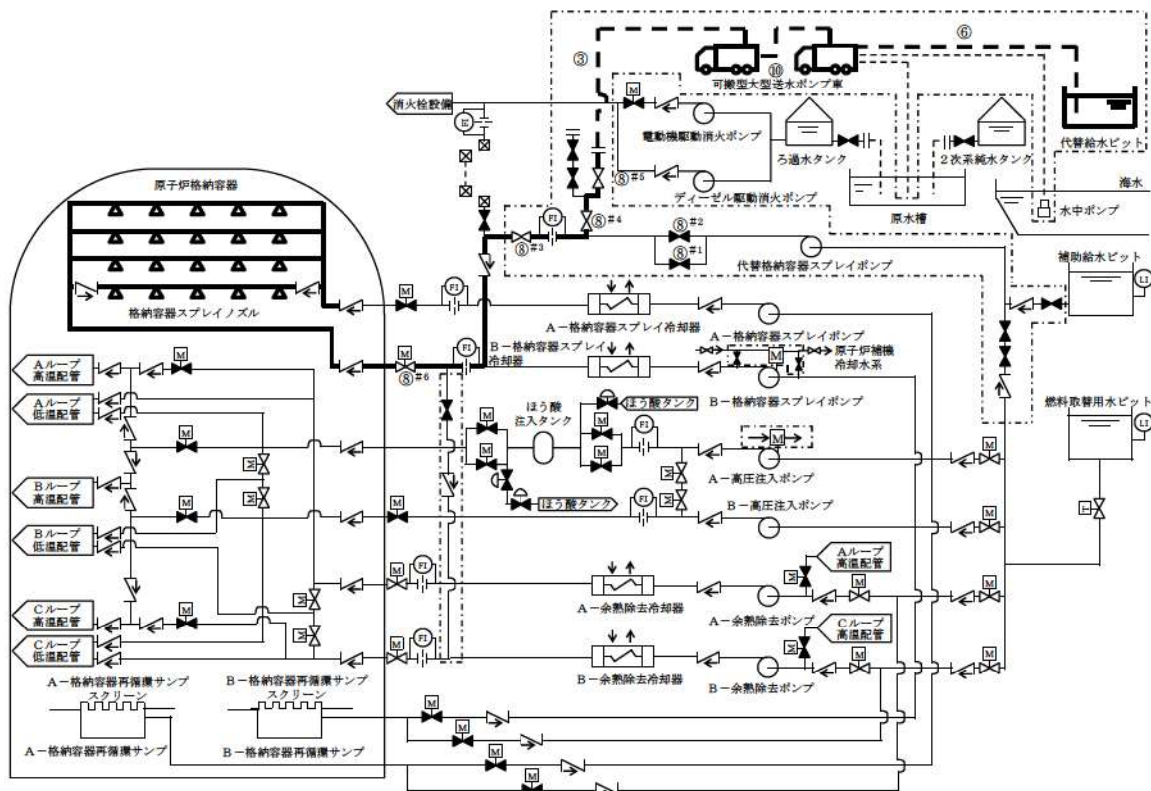 ⑥
③
⑩
可搬型大型送水ポンプ車
消火栓設備
M
E
電動機駆動消火ポンプ
ろ過水タンク
2次系純水タンク
代替給水ピット
⑧#5
ディーゼル駆動消火ポンプ
原水槽
海水
水中ポンプ
原子炉格納容器
⑧#4
FI
⑧#3
⑧#2
⑧#1
代替格納容器スプレイポンプ
補助給水ピット
LI
格納容器スプレイノズル
M
FI
A-格納容器スプレイ冷却器
A-格納容器スプレイポンプ
B-格納容器スプレイ
冷却器
原子炉補機
冷却水系
M
FI
M
⑧#6
B-格納容器スプレイポンプ
Aループ
高温配管
M
Aループ
低温配管
ほう酸
注入タンク
ほう酸タンク
燃料取替用水ピット
LI
M
M
M
FI
M
M
M
M
A-高圧注入ポンプ
M
M
M
Bループ
高温配管
M
M
M
ほう酸タンク
FI
M
B-高圧注入ポンプ
M
Bループ
低温配管
Aループ
高温配管
M
FI
M
M
M
M
A-余熱除去冷却器
A-余熱除去ポンプ
Cループ
高温配管
M
M
Cループ
高温配管
Cループ
低温配管
M
FI
M
M
M
B-余熱除去冷却器
B-余熱除去ポンプ
A-格納容器再循環サンプ
スクリーン
B-格納容器再循環サンプ
スクリーン
M
M
A-格納容器再循環サンプ
B-格納容器再循環サンプ
M
M